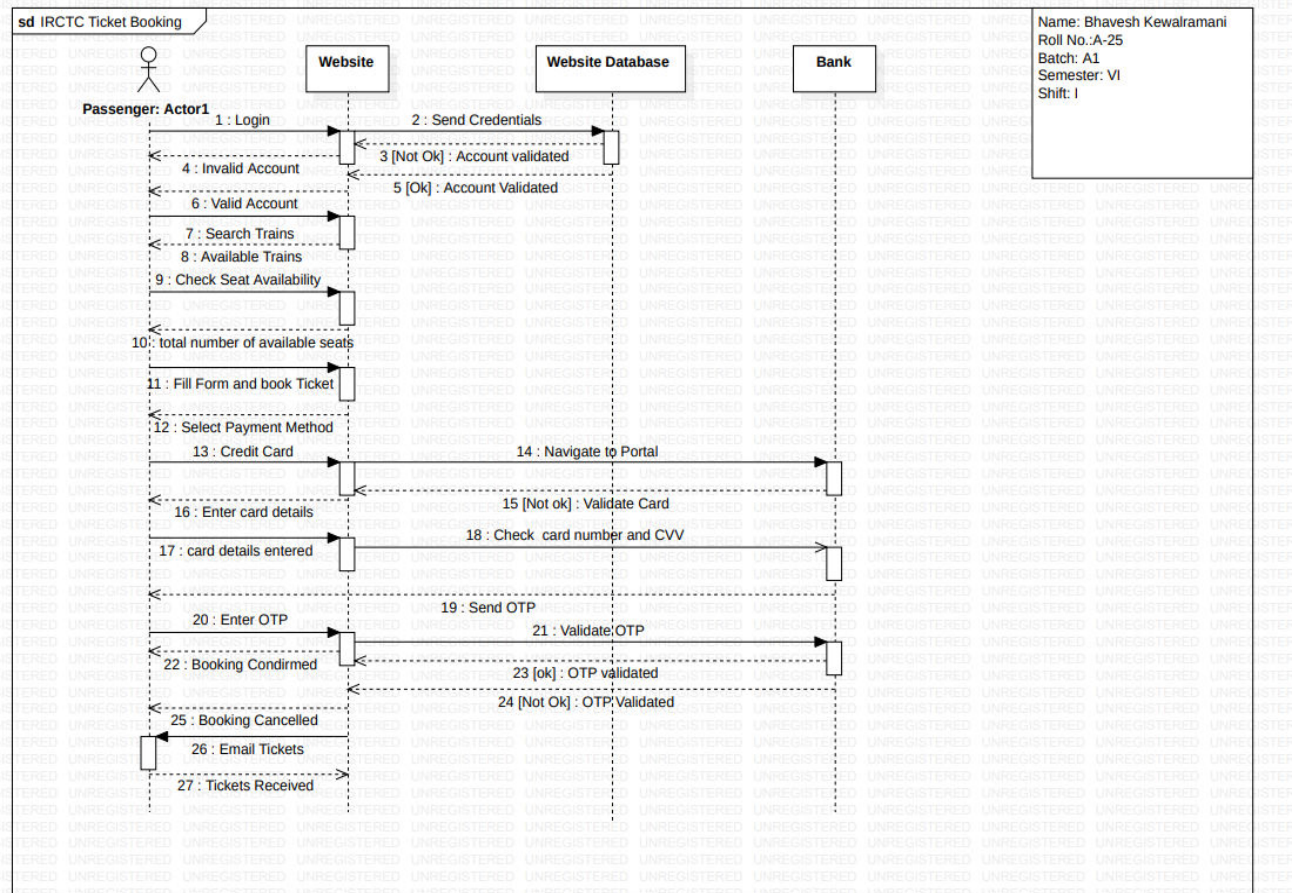 sd IRCTC Ticket Booking
Name: Bhavesh Kewalramani
Roll No.:A-25
Batch: A1
Semester: VI
Shift: I
Website
Website Database
Bank
Passenger: Actor1
1 : Login
2 : Send Credentials
3 [Not Ok] : Account validated
4 : Invalid Account
5 [Ok] : Account Validated
6 : Valid Account
7 : Search Trains
8 : Available Trains
9 : Check Seat Availability
10 : total number of available seats
11 : Fill Form and book Ticket
12 : Select Payment Method
13 : Credit Card
14 : Navigate to Portal
15 [Not ok] : Validate Card
16 : Enter card details
18 : Check card number and CVV
17 : card details entered
19 : Send OTP
20 : Enter OTP
21 : Validate OTP
22 : Booking Condirmed
23 [ok] : OTP validated
24 [Not Ok] : OTP Validated
25 : Booking Cancelled
26 : Email Tickets
27 : Tickets Received
UNREGISTERED